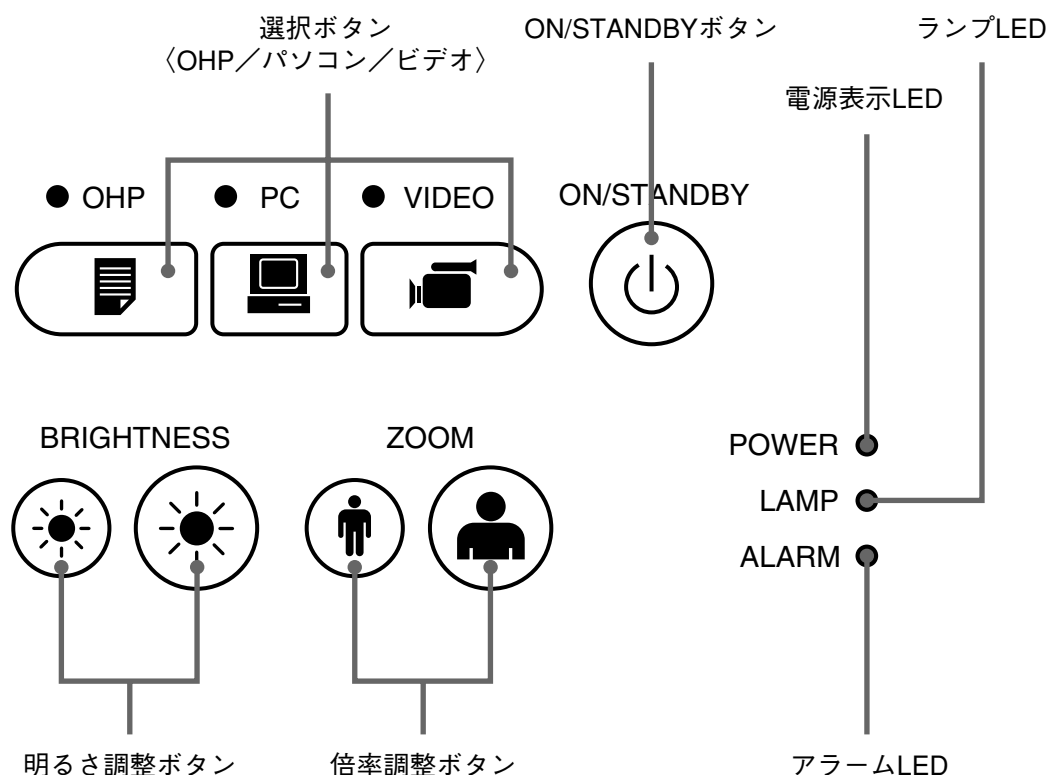 選択ボタン
〈OHP／パソコン／ビデオ〉
ON/STANDBYボタン
ランプLED
電源表示LED
OHP
PC
VIDEO
ON/STANDBY
BRIGHTNESS
ZOOM
POWER
LAMP
ALARM
明るさ調整ボタン
倍率調整ボタン
アラームLED